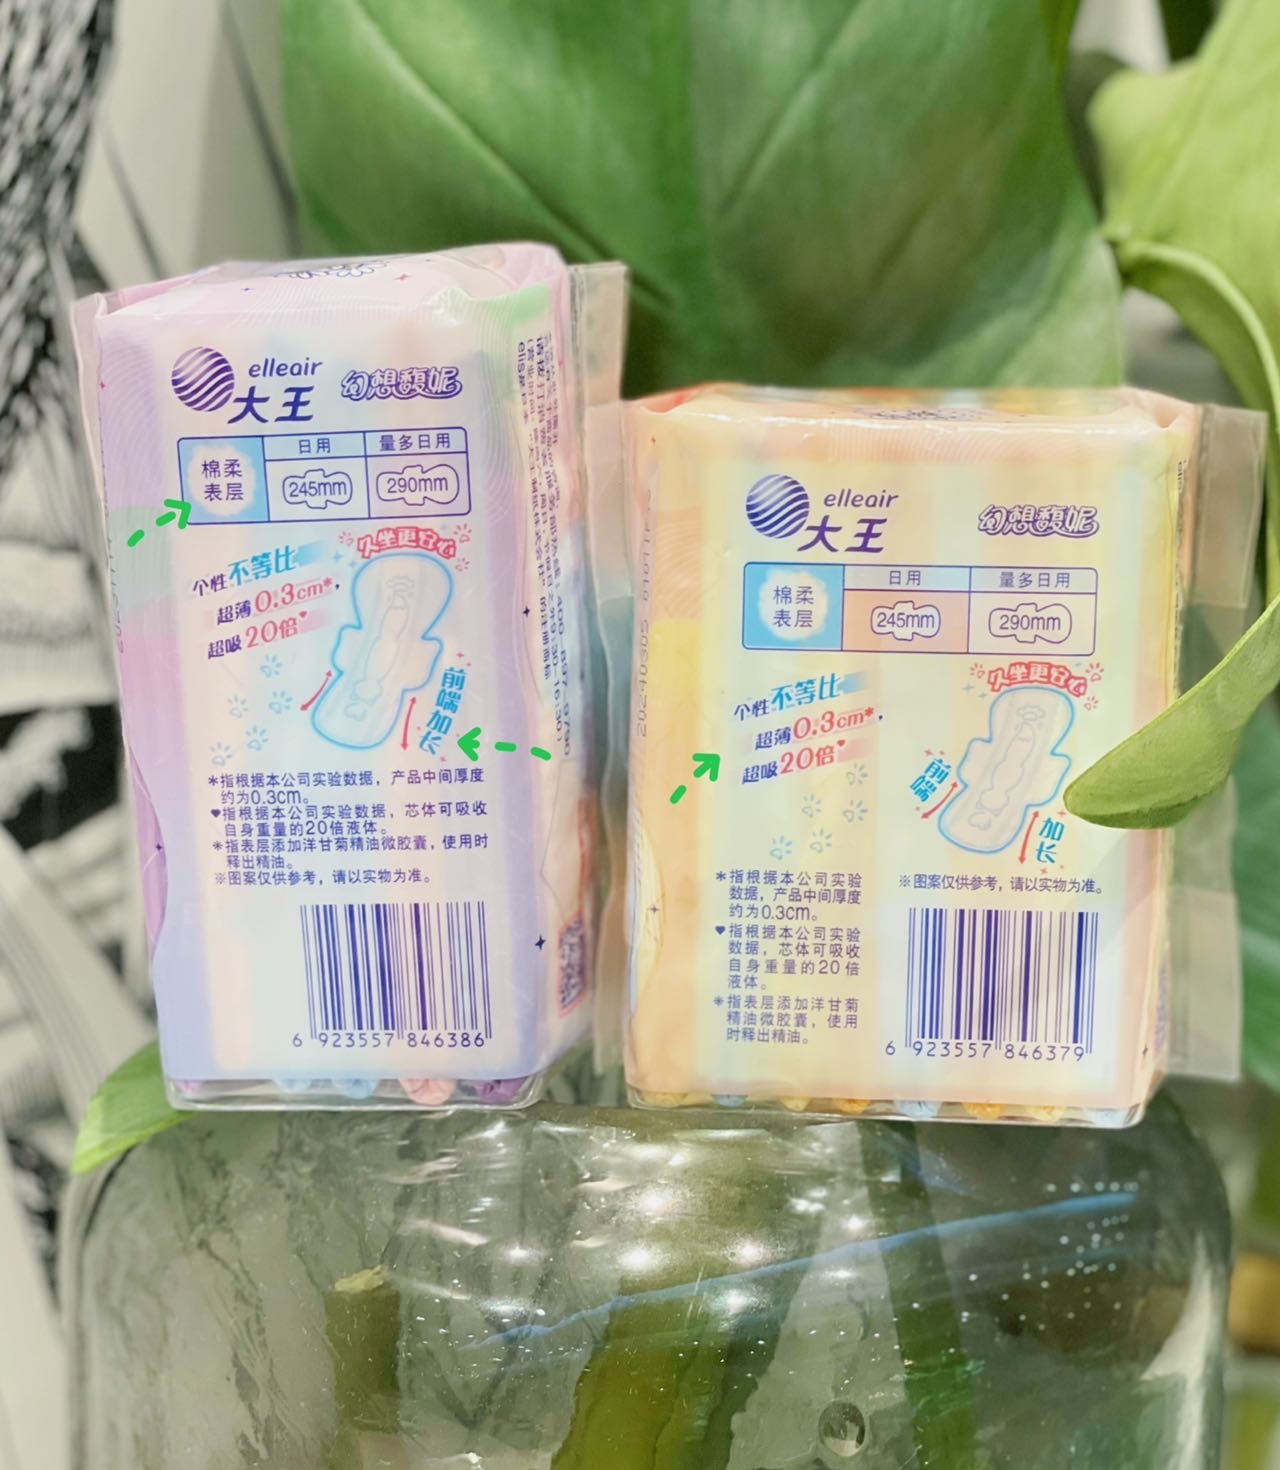 elleair
大王
幻想馥妮
棉柔
表层
日用
量多日用
245mm
290mm
久坐更安心
个性不等比
超薄0.3cm*,
超吸20倍♥
前端加长
*指根据本公司实验数据，产品中间厚度
约为0.3cm。
♥指根据本公司实验数据，芯体可吸收
自身重量的20倍液体。
*指表层添加洋甘菊精油微胶囊，使用时
释出精油。
※图案仅供参考，请以实物为准。
6 923557 846386
elleair
大王
幻想馥妮
棉柔
表层
日用
量多日用
245mm
290mm
久坐更安心
个性不等比
超薄0.3cm*,
超吸20倍♥
前端
加长
*指根据本公司实验
数据，产品中间厚度
约为0.3cm。
♥指根据本公司实验
数据，芯体可吸收
自身重量的20倍
液体。
*指表层添加洋甘菊
精油微胶囊，使用
时释出精油。
※图案仅供参考，请以实物为准。
6 923557 846379